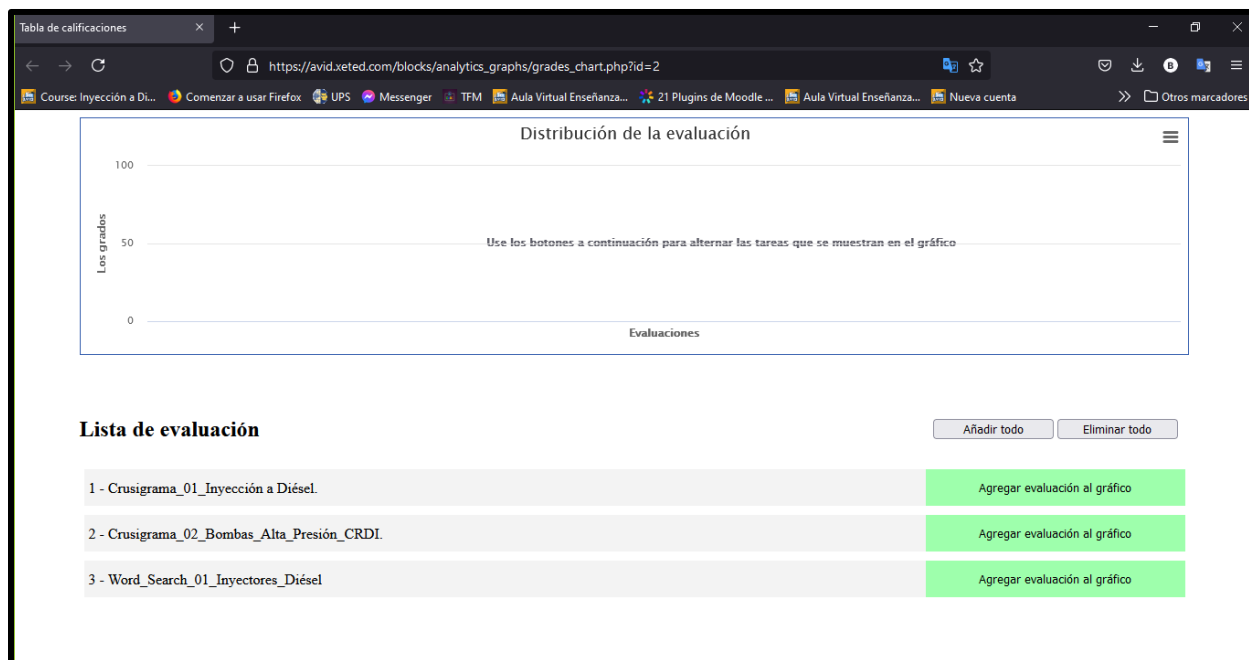 Tabla de calificaciones
https://avid.xeted.com/blocks/analytics_graphs/grades_chart.php?id=2
Course: Inyección a Di... Comenzar a usar Firefox UPS Messenger TFM Aula Virtual Enseñanza... 21 Plugins de Moodle ... Aula Virtual Enseñanza... Nueva cuenta Otros marcadores
Distribución de la evaluación
100
Los grados
50
Use los botones a continuación para alternar las tareas que se muestran en el gráfico
0
Evaluaciones
Lista de evaluación Añadir todo Eliminar todo
1 - Crusigrama_01_Inyección a Diésel. Agregar evaluación al gráfico
2 - Crusigrama_02_Bombas_Alta_Presión_CRDI. Agregar evaluación al gráfico
3 - Word_Search_01_Inyectores_Diésel Agregar evaluación al gráfico